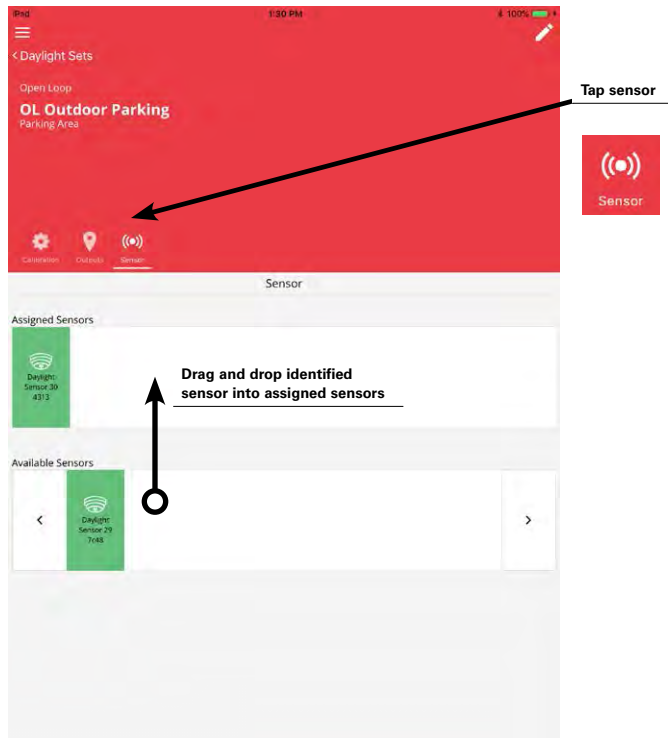 iPad 1:30 PM 100%
< Daylight Sets
Open Loop
OL Outdoor Parking
Parking Area
Tap sensor
Sensor
Calibration Outputs Sensor
Sensor
Assigned Sensors
Daylight
Sensor 30
4313
Drag and drop identified
sensor into assigned sensors
Available Sensors
Daylight
Sensor 29
7c48